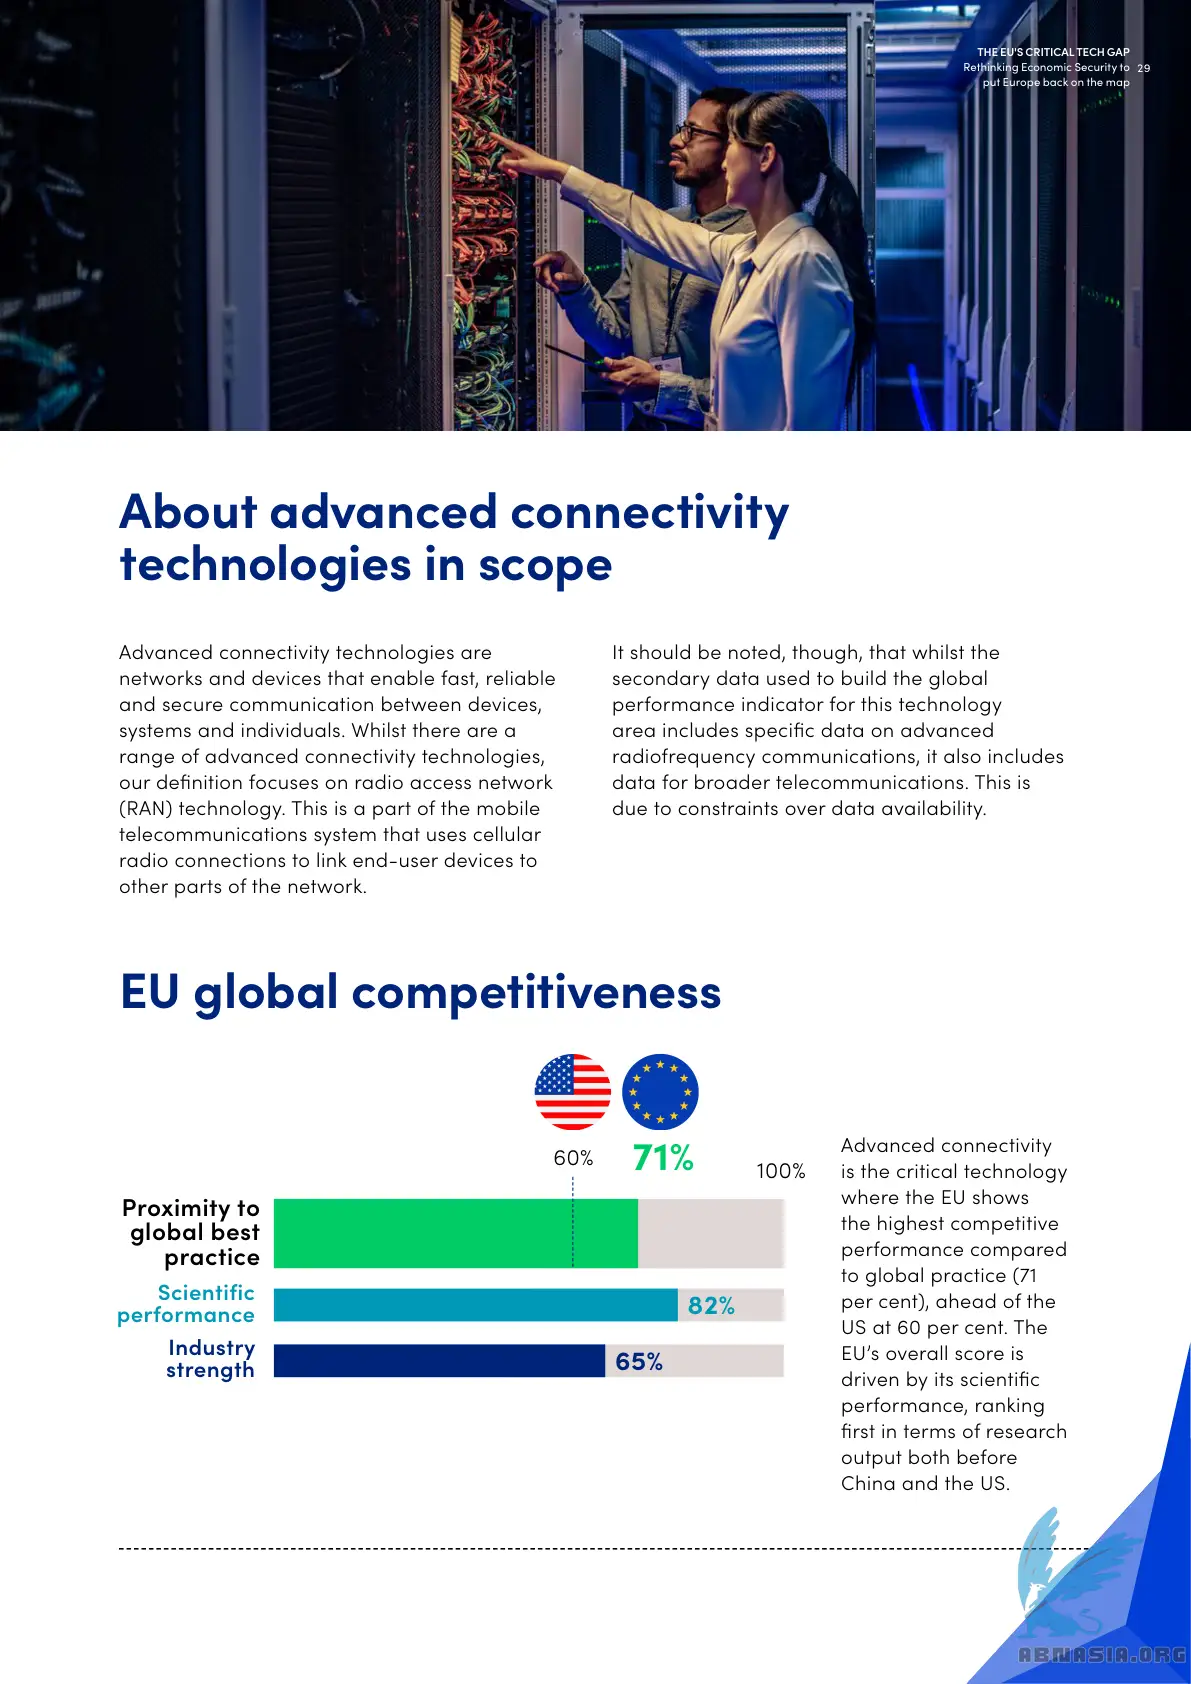 THE EU'S CRITICAL TECH GAP
Rethinking Economic Security to 29
put Europe back on the map
About advanced connectivity
technologies in scope
Advanced connectivity technologies are
networks and devices that enable fast, reliable
and secure communication between devices,
systems and individuals. Whilst there are a
range of advanced connectivity technologies,
our definition focuses on radio access network
(RAN) technology. This is a part of the mobile
telecommunications system that uses cellular
radio connections to link end-user devices to
other parts of the network.
It should be noted, though, that whilst the
secondary data used to build the global
performance indicator for this technology
area includes specific data on advanced
radiofrequency communications, it also includes
data for broader telecommunications. This is
due to constraints over data availability.
EU global competitiveness
60%
71%
100%
Proximity to
global best
practice
Scientific
performance
82%
Industry
strength
65%
Advanced connectivity
is the critical technology
where the EU shows
the highest competitive
performance compared
to global practice (71
per cent), ahead of the
US at 60 per cent. The
EU’s overall score is
driven by its scientific
performance, ranking
first in terms of research
output both before
China and the US.
ABNASIA.ORG